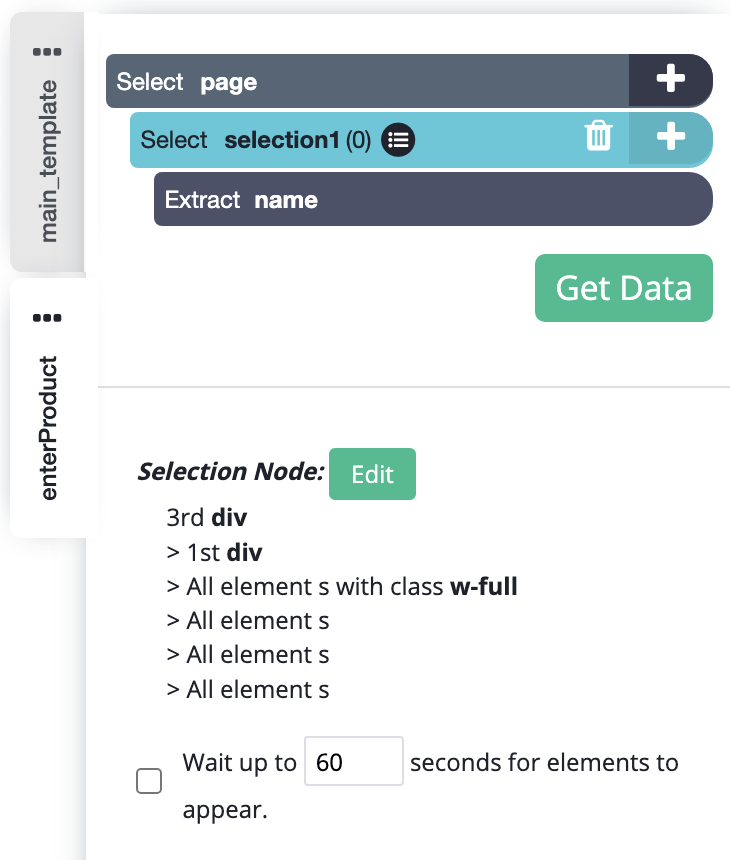 main_template
enterProduct
Select page
Select selection1 (0)
Extract name
Get Data
Selection Node: Edit
3rd div
> 1st div
> All element s with class w-full
> All element s
> All element s
> All element s
Wait up to 60 seconds for elements to
appear.